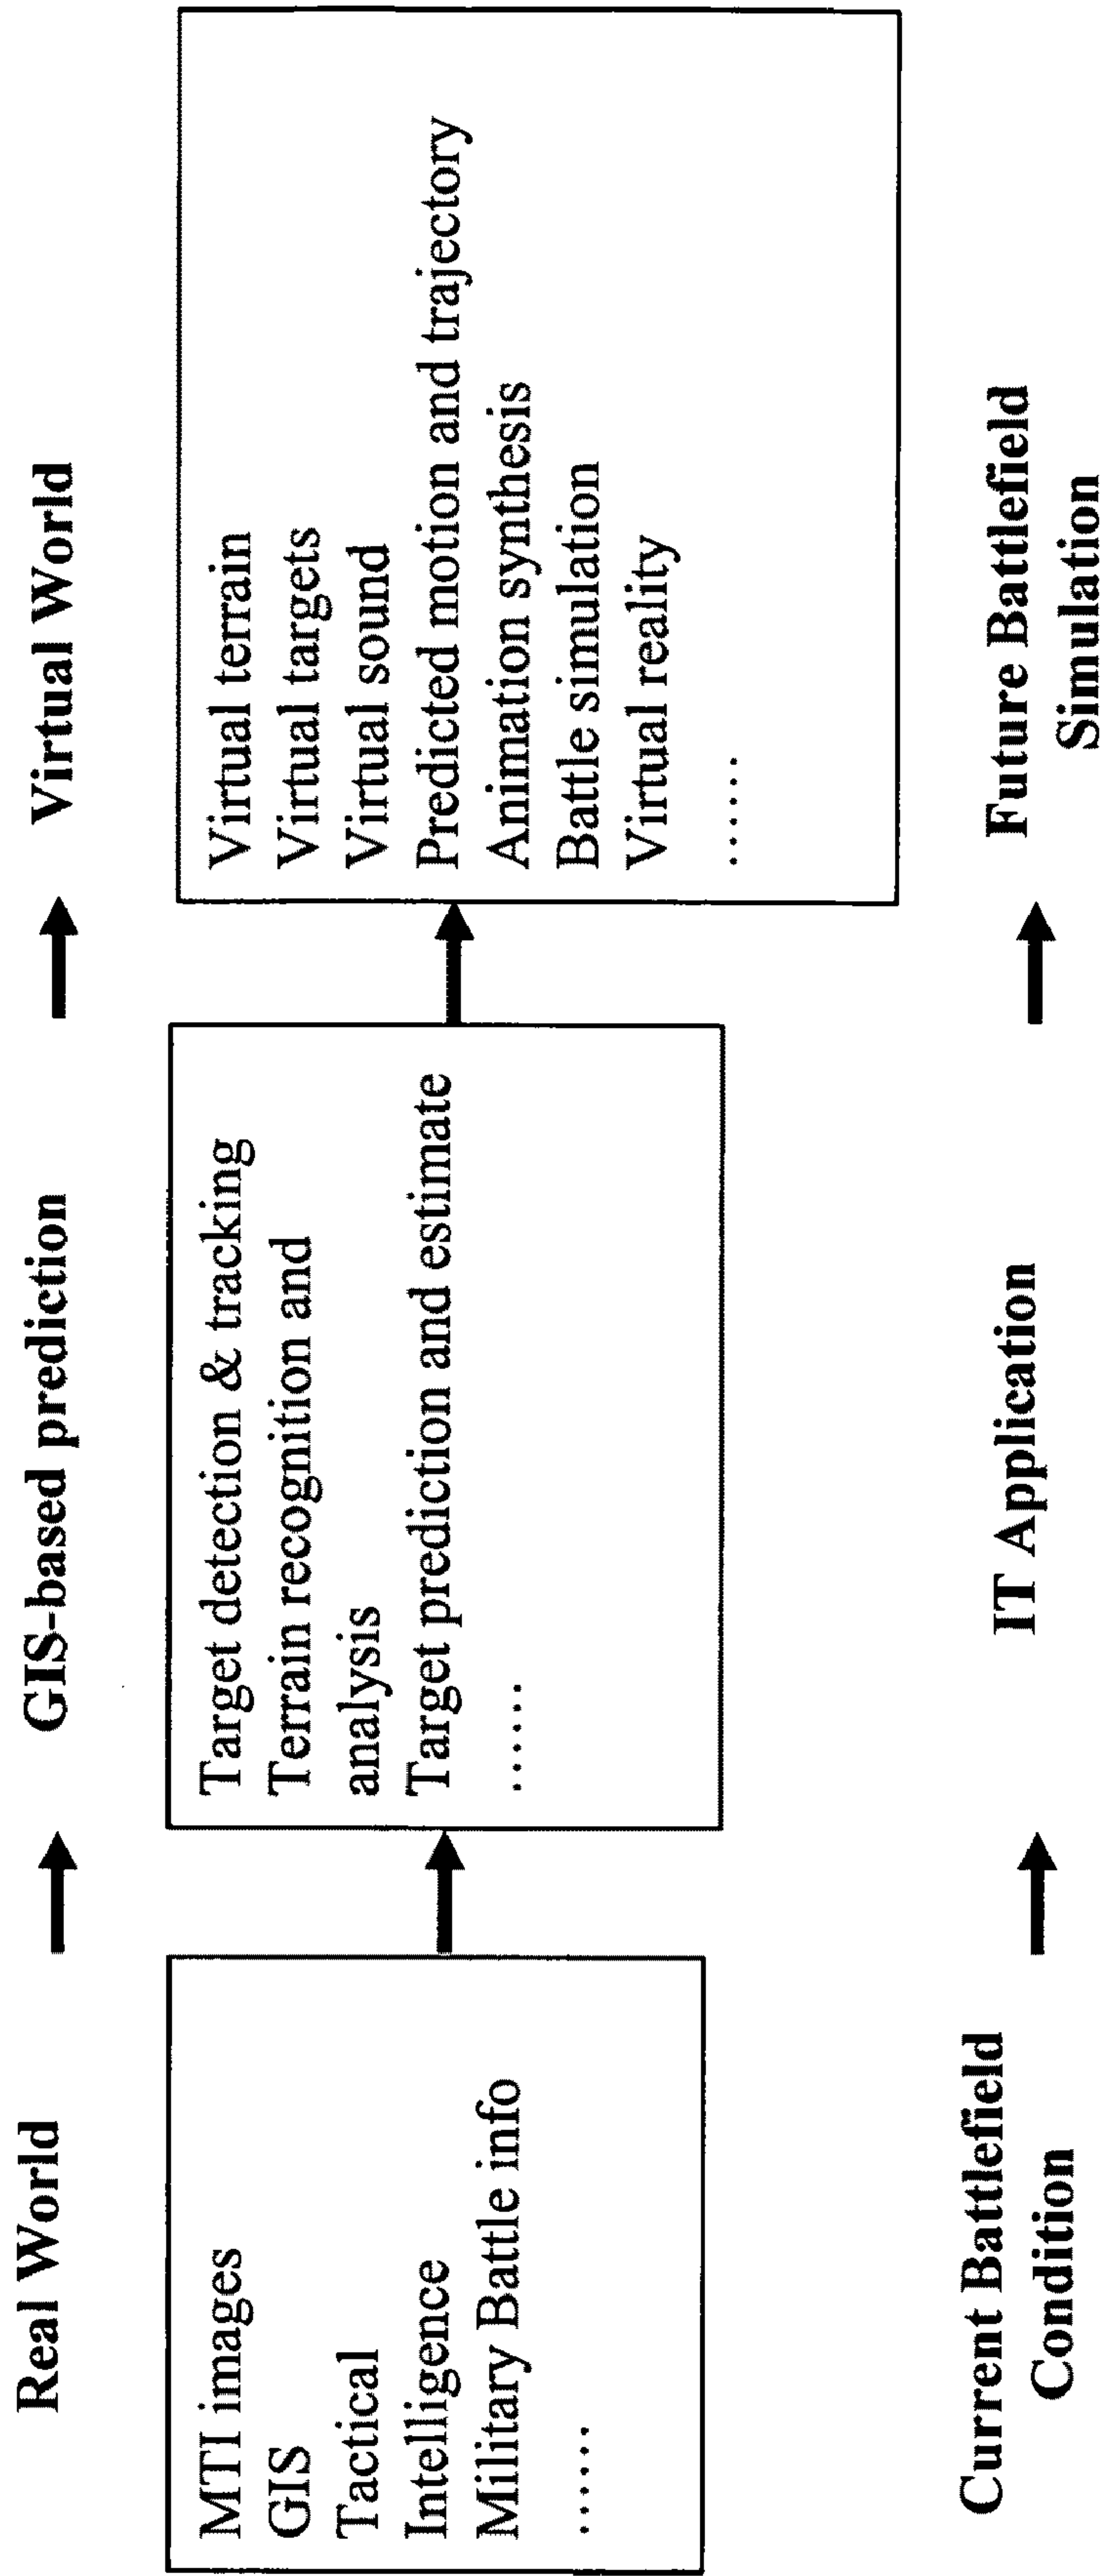 Real World
GIS-based prediction
Virtual World
MTI images
GIS
Tactical
Intelligence
Military Battle info
......
Target detection & tracking
Terrain recognition and
analysis
Target prediction and estimate
......
Virtual terrain
Virtual targets
Virtual sound
Predicted motion and trajectory
Animation synthesis
Battle simulation
Virtual reality
......
Current Battlefield
Condition
IT Application
Future Battlefield
Simulation